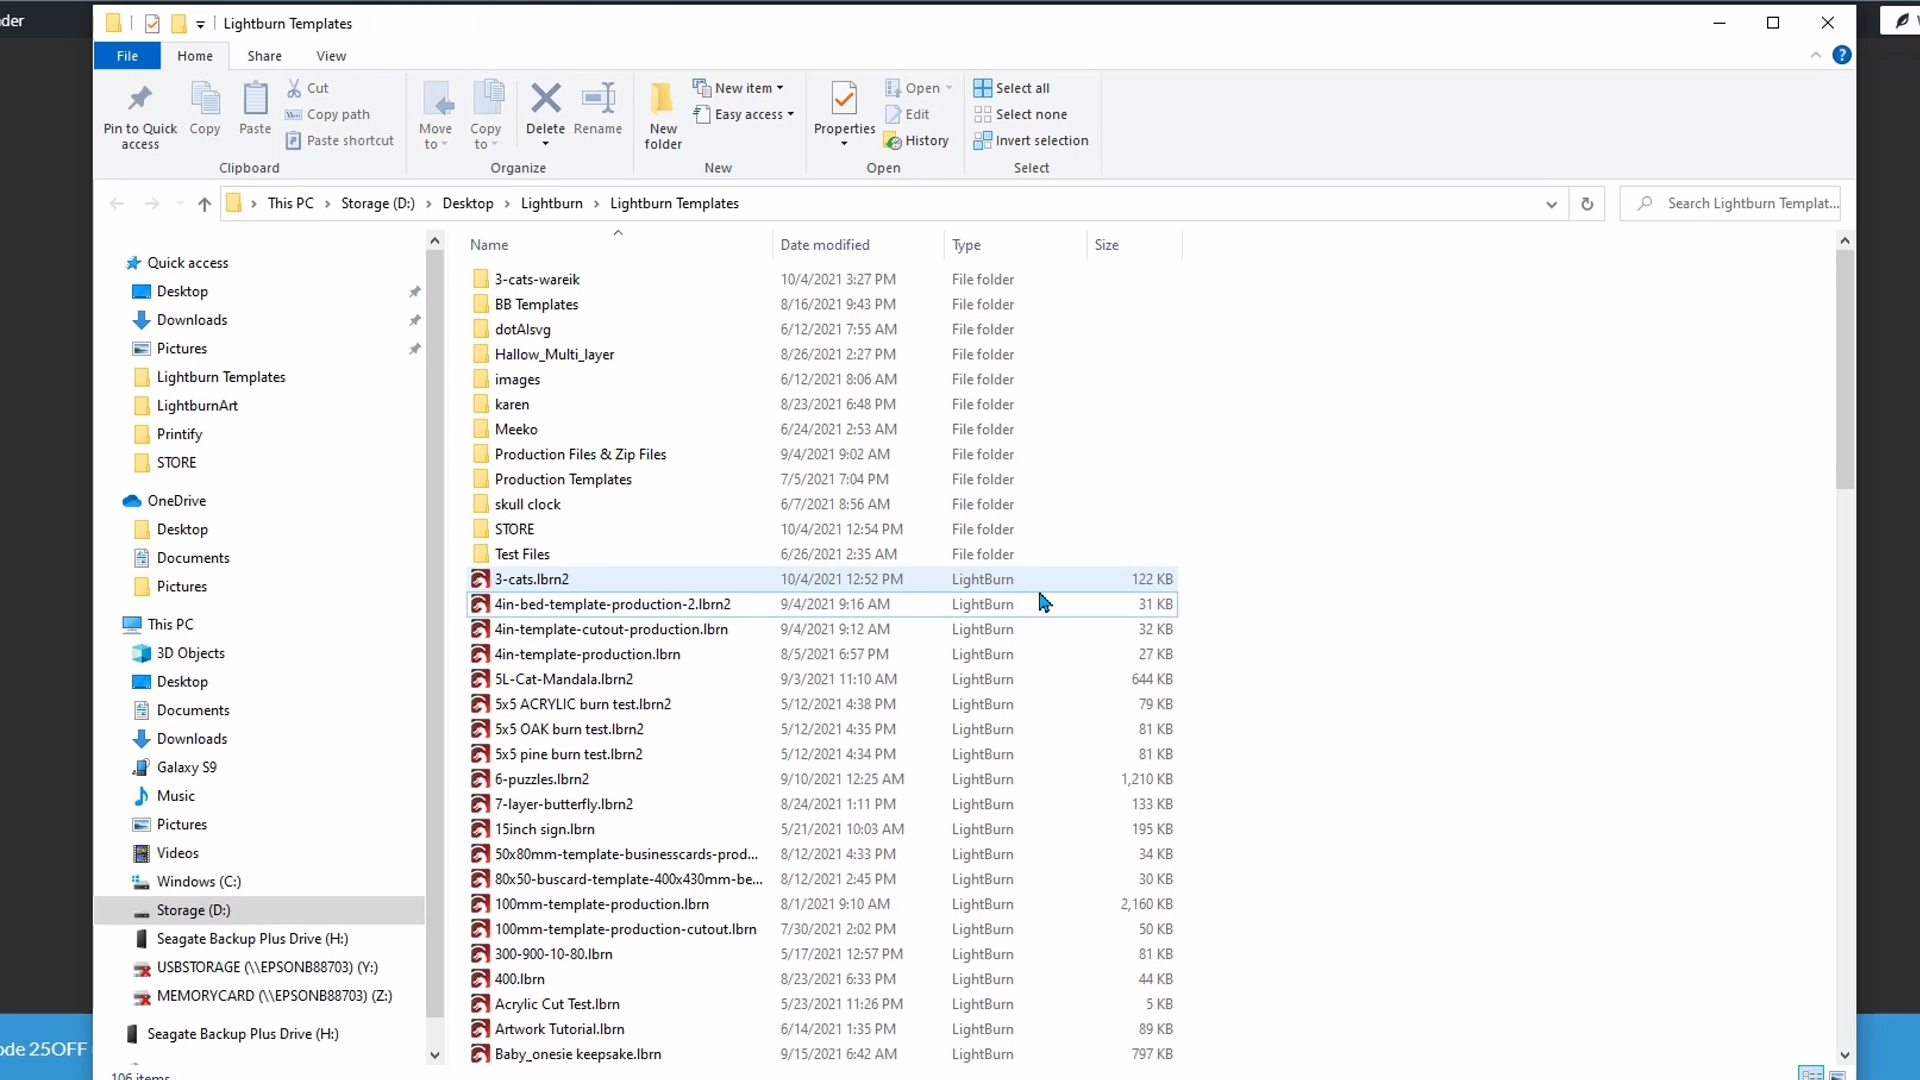 der
Lightburn Templates
File
Home
Share
View
Pin to Quick access
Copy
Paste
Cut
Copy path
Paste shortcut
Clipboard
Move to
Copy to
Delete
Rename
Organize
New folder
New item
Easy access
New
Properties
Open
Edit
History
Open
Select all
Select none
Invert selection
Select
This PC > Storage (D:) > Desktop > Lightburn > Lightburn Templates
Search Lightburn Templat...
Quick access
Desktop
Downloads
Pictures
Lightburn Templates
LightburnArt
Printify
STORE
OneDrive
Desktop
Documents
Pictures
This PC
3D Objects
Desktop
Documents
Downloads
Galaxy S9
Music
Pictures
Videos
Windows (C:)
Storage (D:)
Seagate Backup Plus Drive (H:)
USBSTORAGE (\\EPSONB88703) (Y:)
MEMORYCARD (\\EPSONB88703) (Z:)
Seagate Backup Plus Drive (H:)
Name Date modified Type Size
3-cats-wareik 10/4/2021 3:27 PM File folder
BB Templates 8/16/2021 9:43 PM File folder
dotAIsvg 6/12/2021 7:55 AM File folder
Hallow_Multi_layer 8/26/2021 2:27 PM File folder
images 6/12/2021 8:06 AM File folder
karen 8/23/2021 6:48 PM File folder
Meeko 6/24/2021 2:53 AM File folder
Production Files & Zip Files 9/4/2021 9:02 AM File folder
Production Templates 7/5/2021 7:04 PM File folder
skull clock 6/7/2021 8:56 AM File folder
STORE 10/4/2021 12:54 PM File folder
Test Files 6/26/2021 2:35 AM File folder
3-cats.lbrn2 10/4/2021 12:52 PM LightBurn 122 KB
4in-bed-template-production-2.lbrn2 9/4/2021 9:16 AM LightBurn 31 KB
4in-template-cutout-production.lbrn 9/4/2021 9:12 AM LightBurn 32 KB
4in-template-production.lbrn 8/5/2021 6:57 PM LightBurn 27 KB
5L-Cat-Mandala.lbrn2 9/3/2021 11:10 AM LightBurn 644 KB
5x5 ACRYLIC burn test.lbrn2 5/12/2021 4:38 PM LightBurn 79 KB
5x5 OAK burn test.lbrn2 5/12/2021 4:35 PM LightBurn 81 KB
5x5 pine burn test.lbrn2 5/12/2021 4:34 PM LightBurn 81 KB
6-puzzles.lbrn2 9/10/2021 12:25 AM LightBurn 1,210 KB
7-layer-butterfly.lbrn2 8/24/2021 1:11 PM LightBurn 133 KB
15inch sign.lbrn 5/21/2021 10:03 AM LightBurn 195 KB
50x80mm-template-businesscards-prod... 8/12/2021 4:33 PM LightBurn 34 KB
80x50-buscard-template-400x430mm-be... 8/12/2021 2:45 PM LightBurn 30 KB
100mm-template-production.lbrn 8/1/2021 9:10 AM LightBurn 2,160 KB
100mm-template-production-cutout.lbrn 7/30/2021 2:02 PM LightBurn 50 KB
300-900-10-80.lbrn 5/17/2021 12:57 PM LightBurn 81 KB
400.lbrn 8/23/2021 6:33 PM LightBurn 44 KB
Acrylic Cut Test.lbrn 5/23/2021 11:26 PM LightBurn 5 KB
Artwork Tutorial.lbrn 6/14/2021 1:35 PM LightBurn 89 KB
Baby_onesie keepsake.lbrn 9/15/2021 6:42 AM LightBurn 797 KB
ode 25OFF
106 items